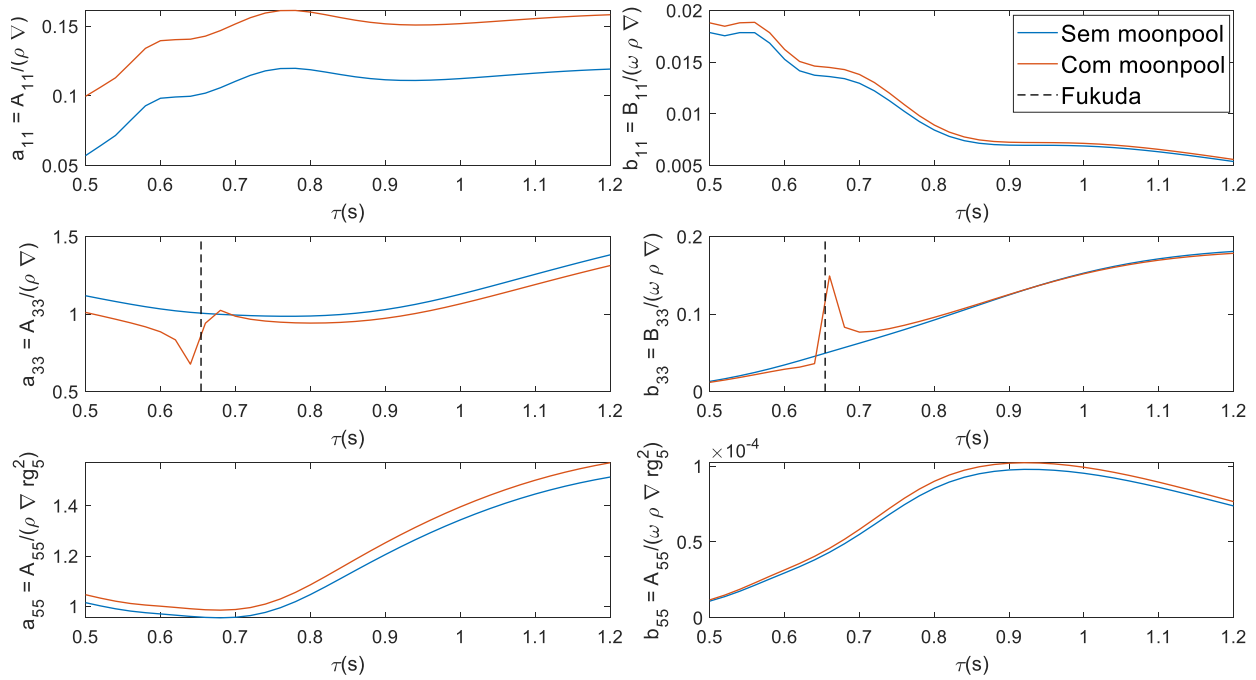 0.15
0.1
0.05
a11 = A11/(ρ ∇)
0.5 0.6 0.7 0.8 0.9 1 1.1 1.2
τ(s)
0.02
0.015
0.01
0.005
b11 = B11/(ω ρ ∇)
0.5 0.6 0.7 0.8 0.9 1 1.1 1.2
τ(s)
Sem moonpool
Com moonpool
Fukuda
1.5
1
0.5
a33 = A33/(ρ ∇)
0.5 0.6 0.7 0.8 0.9 1 1.1 1.2
τ(s)
0.2
0.1
0
b33 = B33/(ω ρ ∇)
0.5 0.6 0.7 0.8 0.9 1 1.1 1.2
τ(s)
1.4
1.2
1
a55 = A55/(ρ ∇ rg5²)
0.5 0.6 0.7 0.8 0.9 1 1.1 1.2
τ(s)
×10⁻⁴
1
0.5
0
b55 = A55/(ω ρ ∇ rg5²)
0.5 0.6 0.7 0.8 0.9 1 1.1 1.2
τ(s)